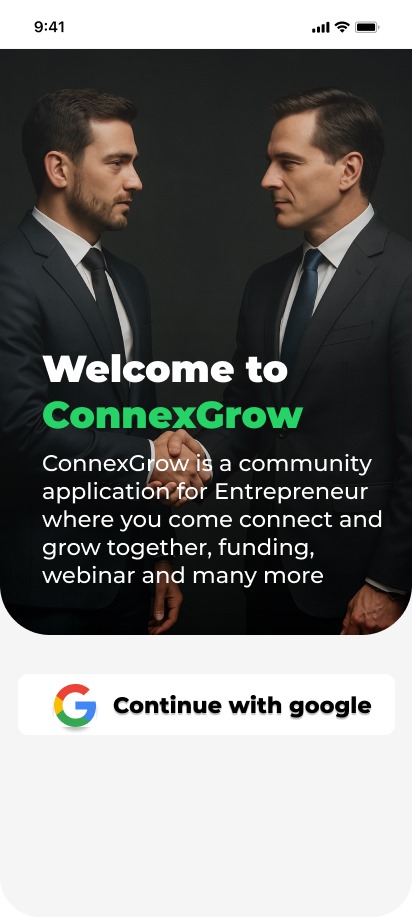 9:41
Welcome to
ConnexGrow
ConnexGrow is a community
application for Entrepreneur
where you come connect and
grow together, funding,
webinar and many more
Continue with google